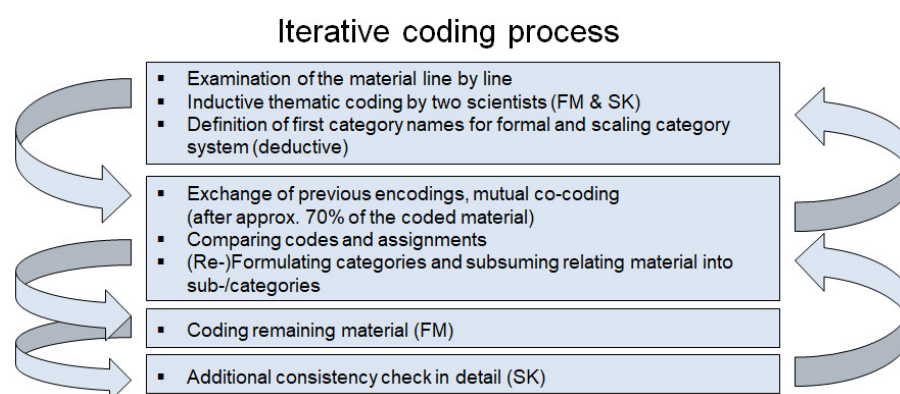 Iterative coding process
▪ Examination of the material line by line
▪ Inductive thematic coding by two scientists (FM & SK)
▪ Definition of first category names for formal and scaling category
system (deductive)
▪ Exchange of previous encodings, mutual co-coding
(after approx. 70% of the coded material)
▪ Comparing codes and assignments
▪ (Re-)Formulating categories and subsuming relating material into
sub-/categories
▪ Coding remaining material (FM)
▪ Additional consistency check in detail (SK)